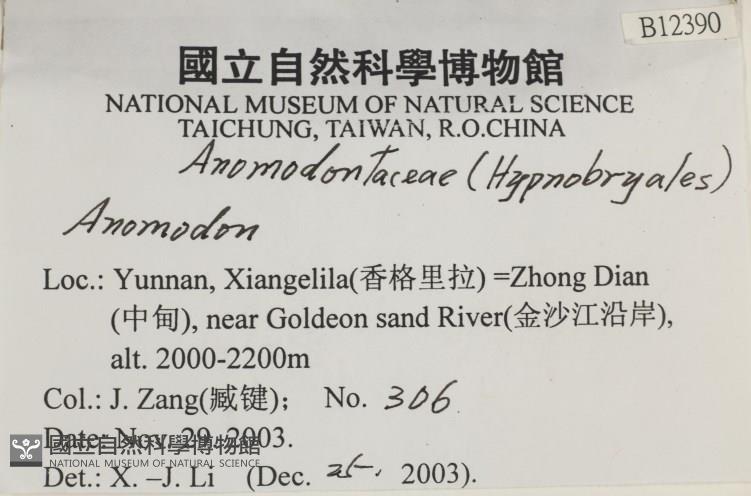 B12390
國立自然科學博物館
NATIONAL MUSEUM OF NATURAL SCIENCE
TAICHUNG, TAIWAN, R.O.CHINA
Anomodontaceae (Hypnobryales)
Anomodon
Loc.: Yunnan, Xiangelila(香格里拉) =Zhong Dian
(中甸), near Goldeon sand River(金沙江沿岸),
alt. 2000-2200m
Col.: J. Zang(臧键); No. 306
Date: Nov. 29, 2003.
國立自然科學博物館
NATIONAL MUSEUM OF NATURAL SCIENCE
Det.: X. –J. Li (Dec. 25, 2003).